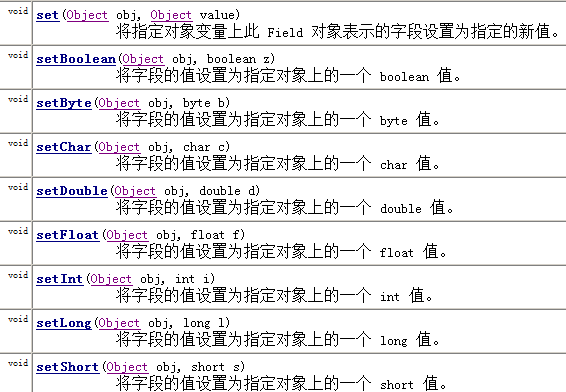 void set(Object obj, Object value)
将指定对象变量上此 Field 对象表示的字段设置为指定的新值。
void setBoolean(Object obj, boolean z)
将字段的值设置为指定对象上的一个 boolean 值。
void setByte(Object obj, byte b)
将字段的值设置为指定对象上的一个 byte 值。
void setChar(Object obj, char c)
将字段的值设置为指定对象上的一个 char 值。
void setDouble(Object obj, double d)
将字段的值设置为指定对象上的一个 double 值。
void setFloat(Object obj, float f)
将字段的值设置为指定对象上的一个 float 值。
void setInt(Object obj, int i)
将字段的值设置为指定对象上的一个 int 值。
void setLong(Object obj, long l)
将字段的值设置为指定对象上的一个 long 值。
void setShort(Object obj, short s)
将字段的值设置为指定对象上的一个 short 值。